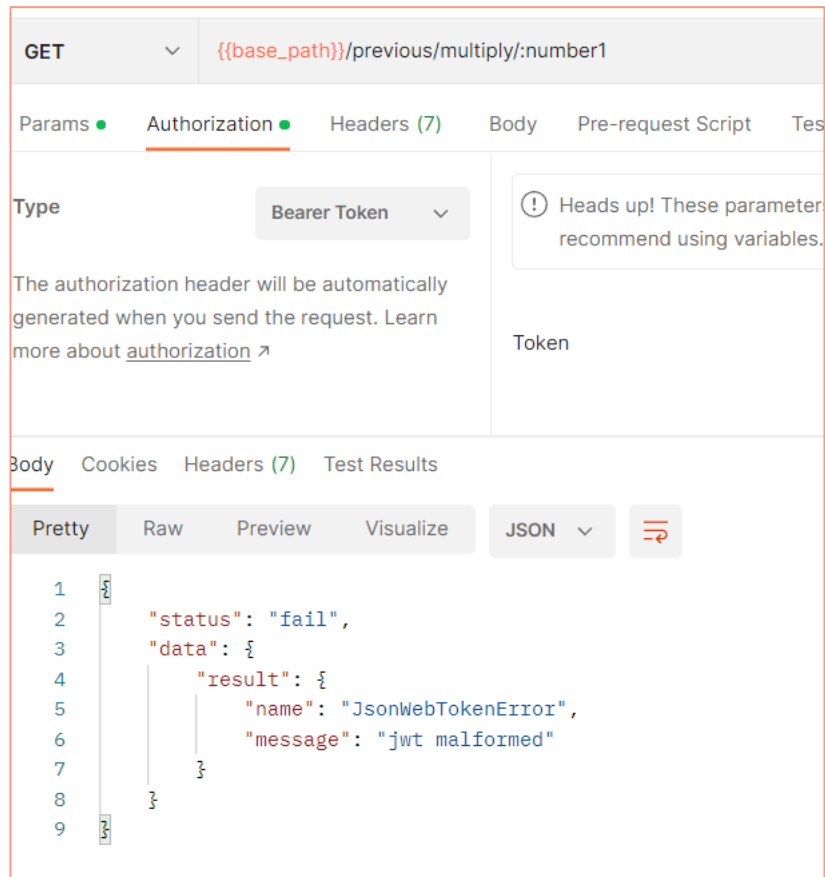 GET {{base_path}}/previous/multiply/:number1
Params Authorization Headers (7) Body Pre-request Script Tes
Type Bearer Token
Heads up! These parameter
recommend using variables.
The authorization header will be automatically
generated when you send the request. Learn
more about authorization ↗
Token
Body Cookies Headers (7) Test Results
Pretty Raw Preview Visualize JSON
1 {
2 "status": "fail",
3 "data": {
4 "result": {
5 "name": "JsonWebTokenError",
6 "message": "jwt malformed"
7 }
8 }
9 }